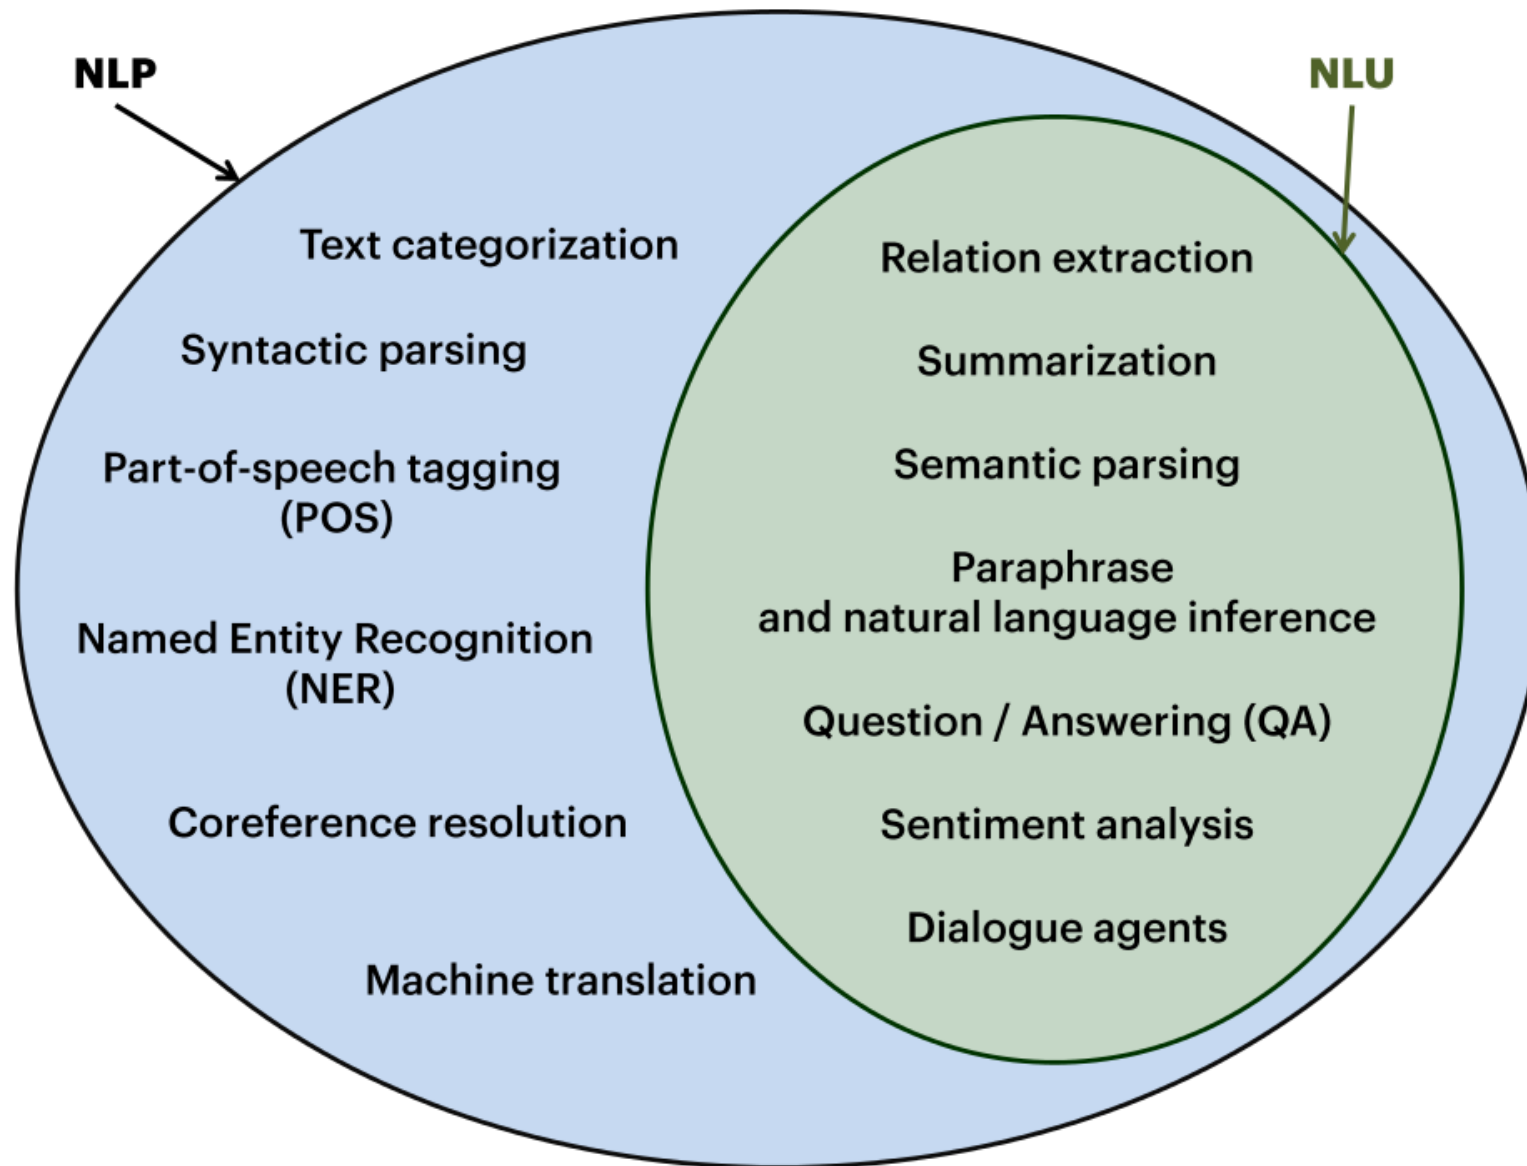 NLP
NLU
Text categorization
Syntactic parsing
Part-of-speech tagging
(POS)
Named Entity Recognition
(NER)
Coreference resolution
Machine translation
Relation extraction
Summarization
Semantic parsing
Paraphrase
and natural language inference
Question / Answering (QA)
Sentiment analysis
Dialogue agents